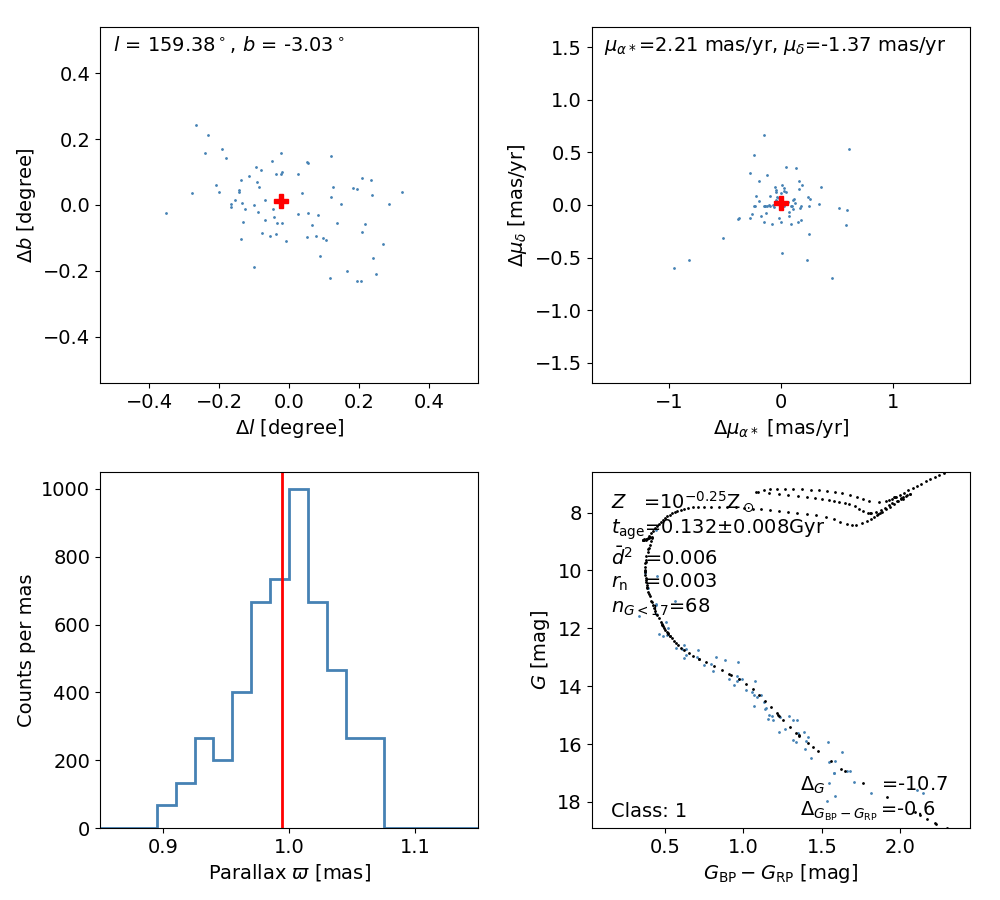 l = 159.38°, b = -3.03°
0.4
0.2
0.0
−0.2
−0.4
−0.4 −0.2 0.0 0.2 0.4
Δl [degree]
Δb [degree]
μα*=2.21 mas/yr, μδ=-1.37 mas/yr
1.5
1.0
0.5
0.0
−0.5
−1.0
−1.5
−1 0 1
Δμα* [mas/yr]
Δμδ [mas/yr]
1000
800
600
400
200
0
0.9 1.0 1.1
Parallax ϖ [mas]
Counts per mas
Z =10^−0.25 Z⊙
tage=0.132±0.008Gyr
d̄² =0.006
rn =0.003
nG<17=68
ΔG =-10.7
ΔGBP−GRP =-0.6
Class: 1
8
10
12
14
16
18
0.5 1.0 1.5 2.0
GBP − GRP [mag]
G [mag]